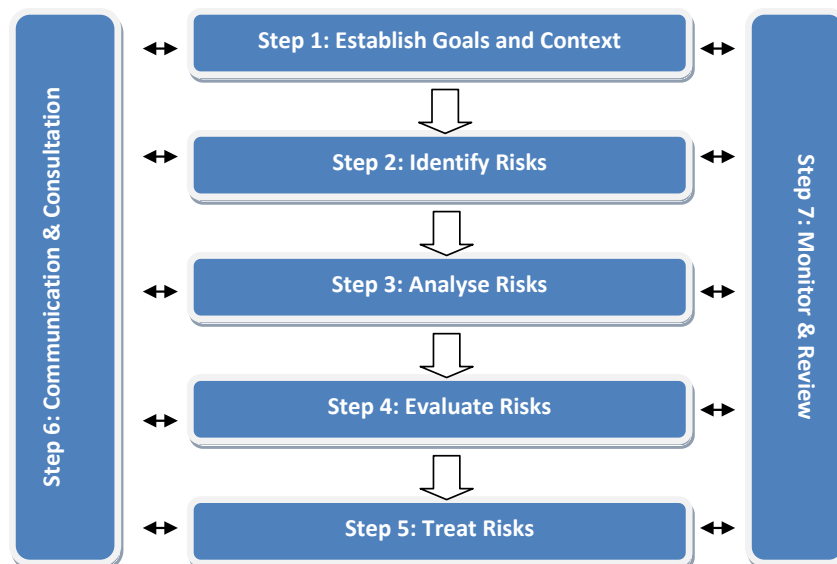 Step 1: Establish Goals and Context
Step 2: Identify Risks
Step 3: Analyse Risks
Step 4: Evaluate Risks
Step 5: Treat Risks
Step 6: Communication & Consultation
Step 7: Monitor & Review